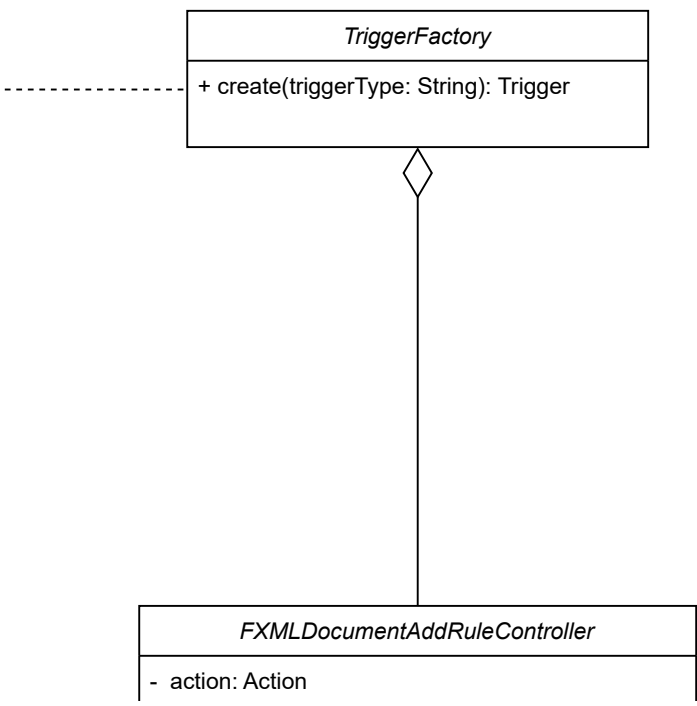 TriggerFactory
+ create(triggerType: String): Trigger
FXMLDocumentAddRuleController
- action: Action